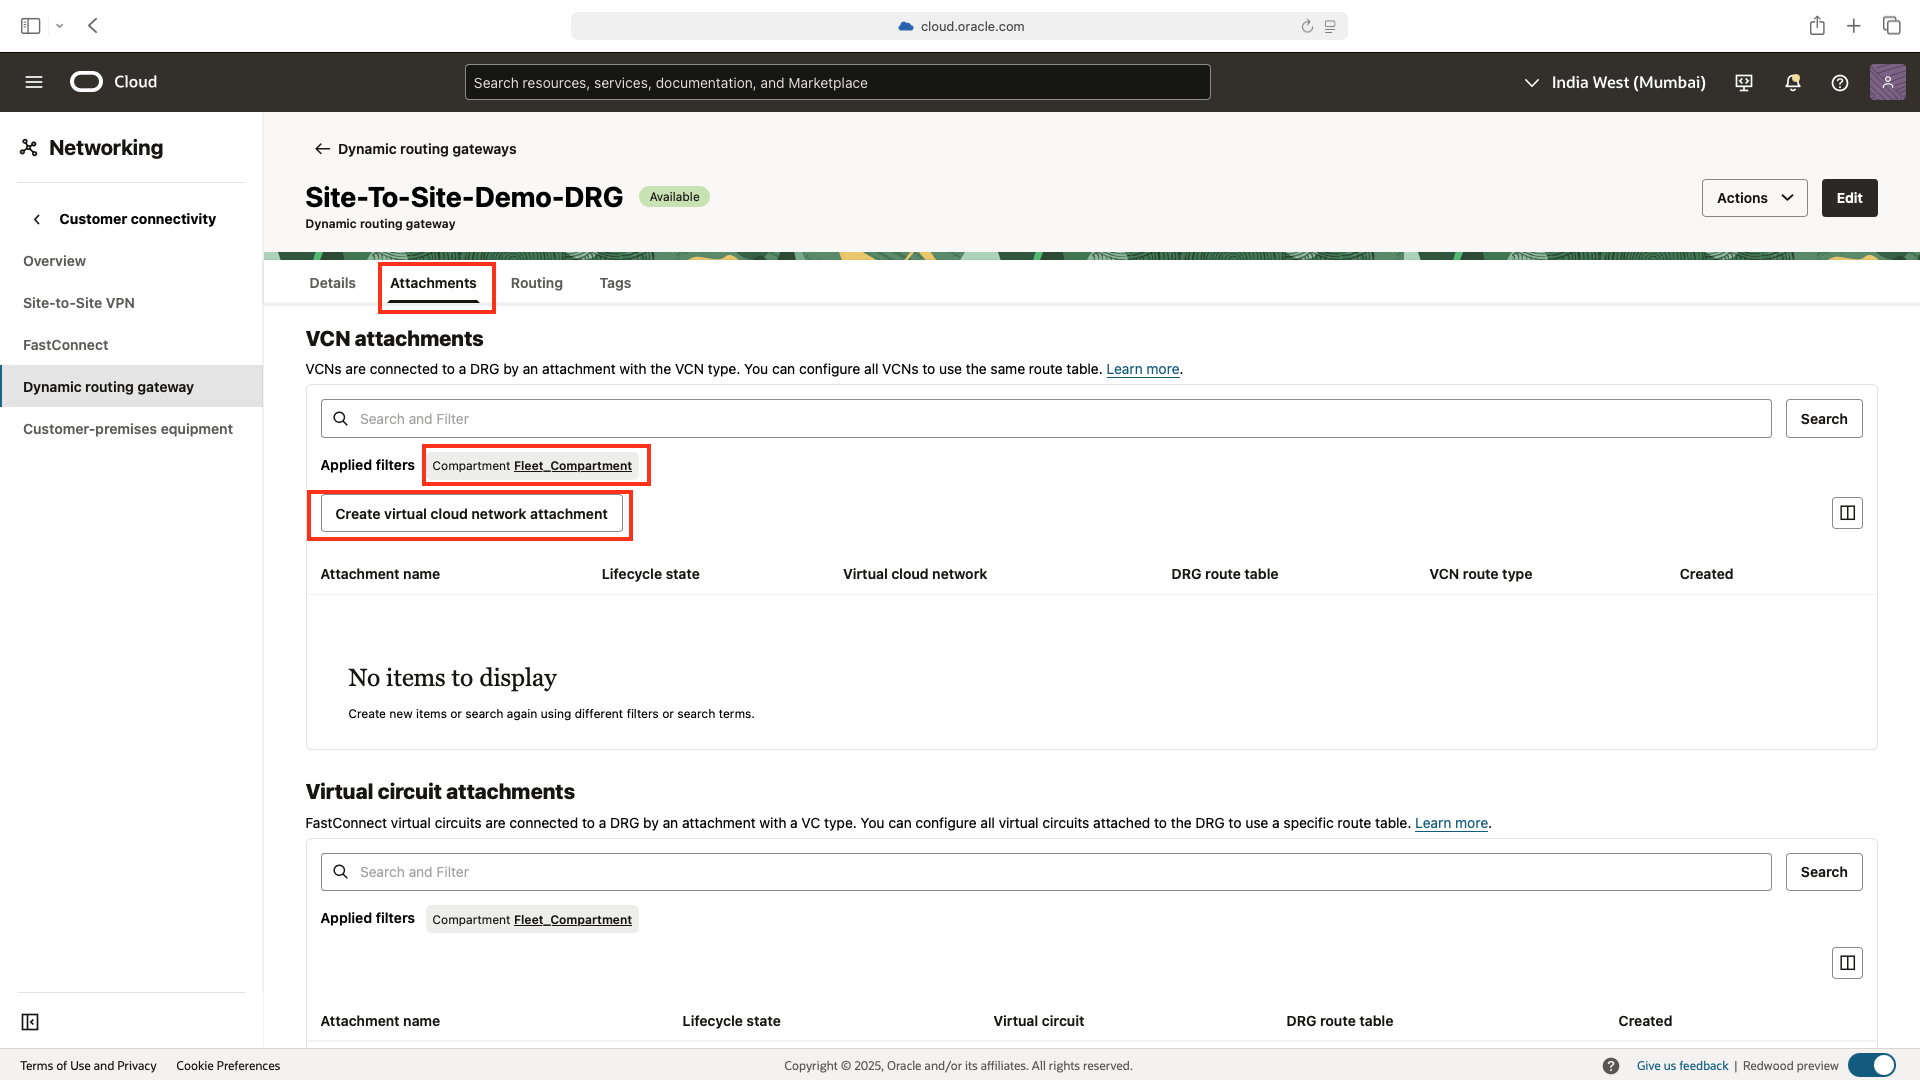 cloud.oracle.com
Cloud
Search resources, services, documentation, and Marketplace
India West (Mumbai)
Networking
Customer connectivity
Overview
Site-to-Site VPN
FastConnect
Dynamic routing gateway
Customer-premises equipment
Dynamic routing gateways
Site-To-Site-Demo-DRG Available
Dynamic routing gateway
Actions Edit
Details Attachments Routing Tags
VCN attachments
VCNs are connected to a DRG by an attachment with the VCN type. You can configure all VCNs to use the same route table. Learn more.
Search and Filter Search
Applied filters Compartment Fleet_Compartment
Create virtual cloud network attachment
Attachment name Lifecycle state Virtual cloud network DRG route table VCN route type Created
No items to display
Create new items or search again using different filters or search terms.
Virtual circuit attachments
FastConnect virtual circuits are connected to a DRG by an attachment with a VC type. You can configure all virtual circuits attached to the DRG to use a specific route table. Learn more.
Search and Filter Search
Applied filters Compartment Fleet_Compartment
Attachment name Lifecycle state Virtual circuit DRG route table Created
Terms of Use and Privacy Cookie Preferences Copyright © 2025, Oracle and/or its affiliates. All rights reserved. Give us feedback | Redwood preview